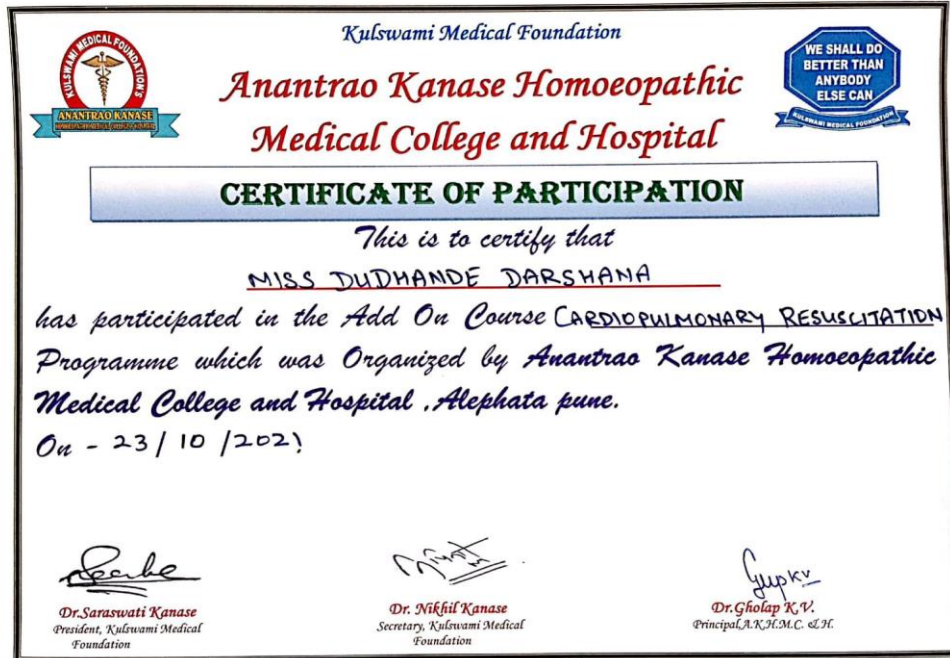 Kulswami Medical Foundation
KULSWAMI MEDICAL FOUNDATION'S
ANANTRAO KANASE
WE SHALL DO
BETTER THAN
ANYBODY
ELSE CAN
KULSWAMI MEDICAL FOUNDATION
Anantrao Kanase Homoeopathic
Medical College and Hospital
CERTIFICATE OF PARTICIPATION
This is to certify that
MISS DUDHANDE DARSHANA
has participated in the Add On Course CARDIOPULMONARY RESUSCITATION
Programme which was Organized by Anantrao Kanase Homoeopathic
Medical College and Hospital ,Alephata pune.
On - 23/10/2021
Dr.Saraswati Kanase
President, Kulswami Medical
Foundation
Dr. Nikhil Kanase
Secretary, Kulswami Medical
Foundation
GupKV
Dr.Gholap K.V.
Principal,A.K.H.M.C. & H.